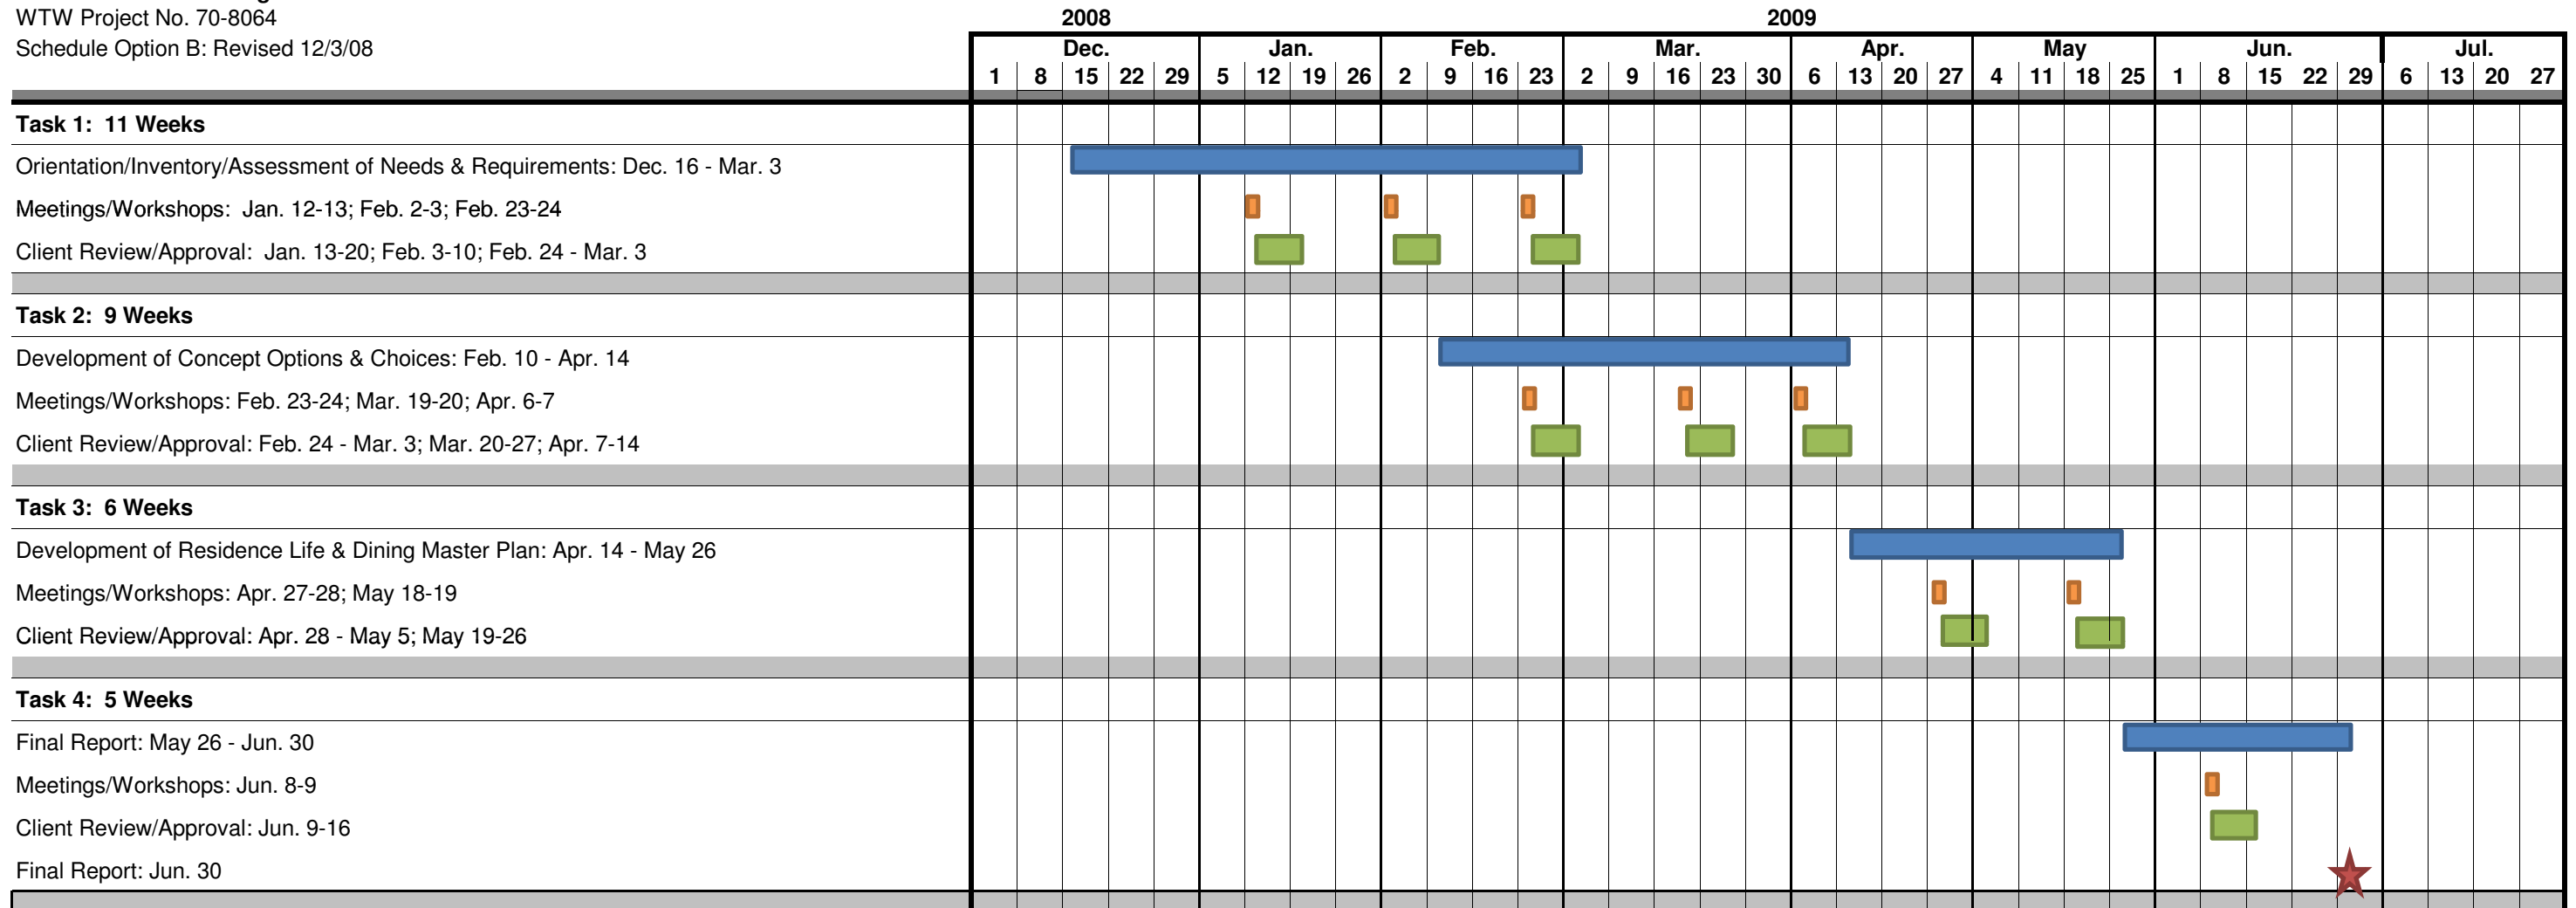 WTW Project No. 70-8064
2008 2009
Schedule Option B: Revised 12/3/08
Dec. Jan. Feb. Mar. Apr. May Jun. Jul.
1 8 15 22 29 5 12 19 26 2 9 16 23 2 9 16 23 30 6 13 20 27 4 11 18 25 1 8 15 22 29 6 13 20 27
Task 1: 11 Weeks
Orientation/Inventory/Assessment of Needs & Requirements: Dec. 16 - Mar. 3
Meetings/Workshops: Jan. 12-13; Feb. 2-3; Feb. 23-24
Client Review/Approval: Jan. 13-20; Feb. 3-10; Feb. 24 - Mar. 3
Task 2: 9 Weeks
Development of Concept Options & Choices: Feb. 10 - Apr. 14
Meetings/Workshops: Feb. 23-24; Mar. 19-20; Apr. 6-7
Client Review/Approval: Feb. 24 - Mar. 3; Mar. 20-27; Apr. 7-14
Task 3: 6 Weeks
Development of Residence Life & Dining Master Plan: Apr. 14 - May 26
Meetings/Workshops: Apr. 27-28; May 18-19
Client Review/Approval: Apr. 28 - May 5; May 19-26
Task 4: 5 Weeks
Final Report: May 26 - Jun. 30
Meetings/Workshops: Jun. 8-9
Client Review/Approval: Jun. 9-16
Final Report: Jun. 30